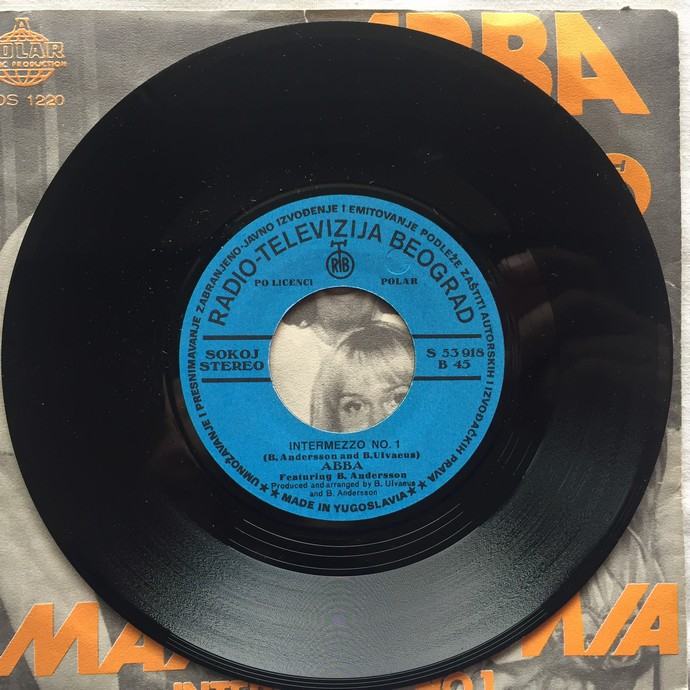 POLAR
MUSIC PRODUCTION
POS 1220
ABBA
UMNOŽAVANJE I PRESNIMAVANJE ZABRANJENO-JAVNO IZVOĐENJE I EMITOVANJE PODLEŽE ZAŠTITI AUTORSKIH I IZVOĐAČKIH PRAVA
RADIO-TELEVIZIJA BEOGRAD
RTB
PO LICENCI POLAR
SOKOJ S 53 918
STEREO B 45
INTERMEZZO NO. 1
(B. Andersson and B. Ulvaeus)
ABBA
Featuring B. Andersson
Produced and arranged by B. Ulvaeus
and B. Andersson
★★ MADE IN YUGOSLAVIA ★★